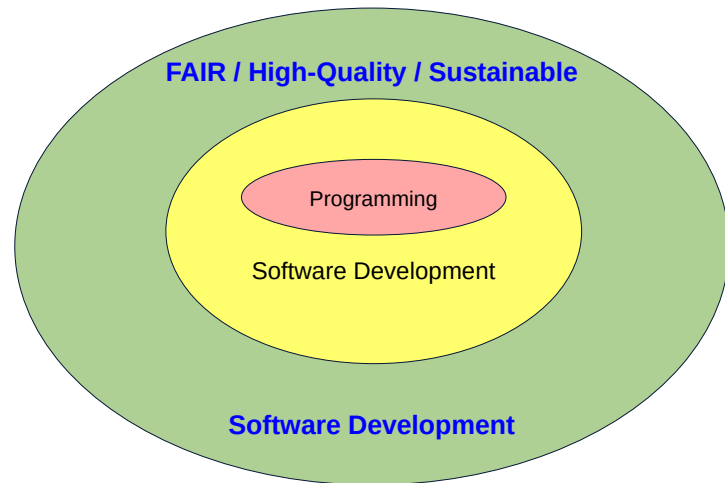 FAIR / High-Quality / Sustainable
Programming
Software Development
Software Development